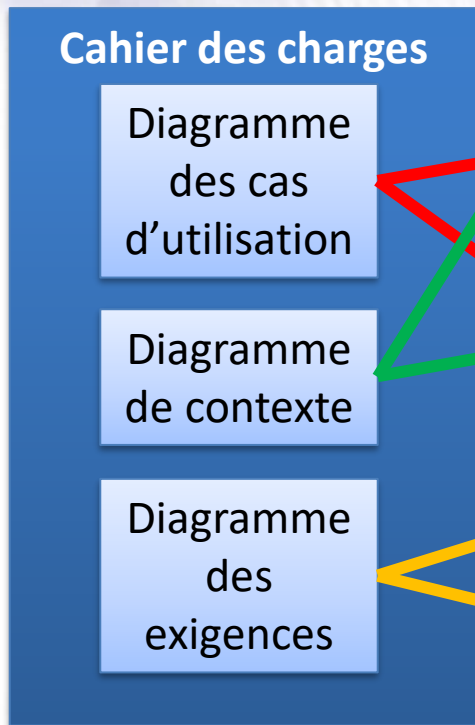 Cahier des charges
Diagramme
des cas
d’utilisation
Diagramme
de contexte
Diagramme
des
exigences